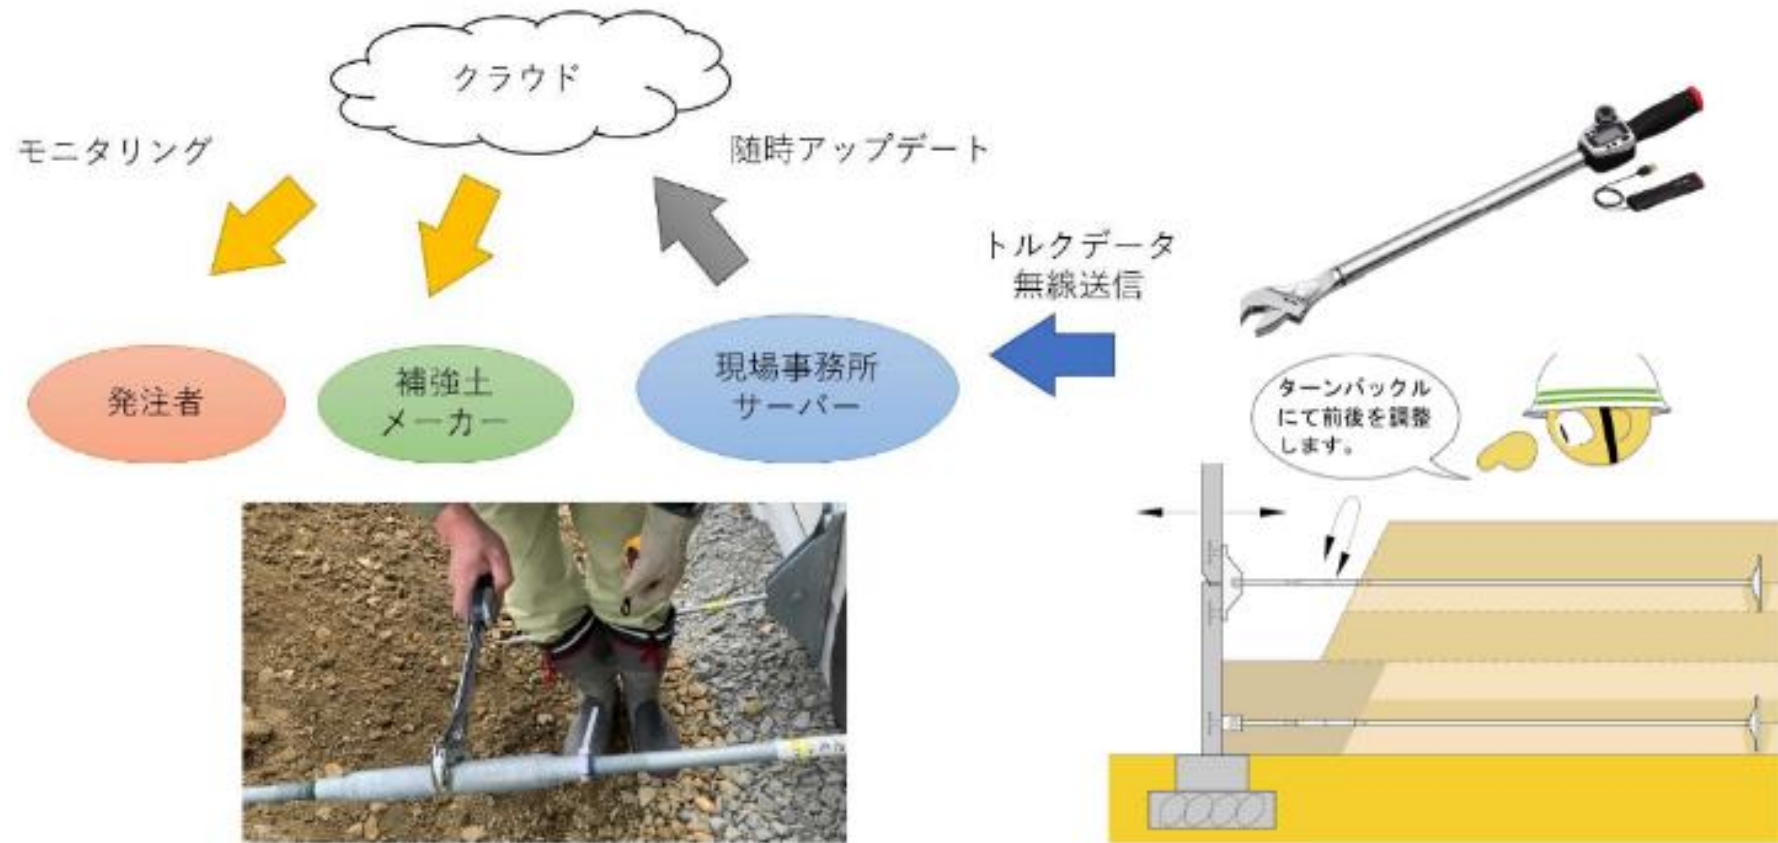 クラウド
モニタリング
随時アップデート
トルクデータ
無線送信
発注者
補強土
メーカー
現場事務所
サーバー
ターンバックル
にて前後を調整
します。